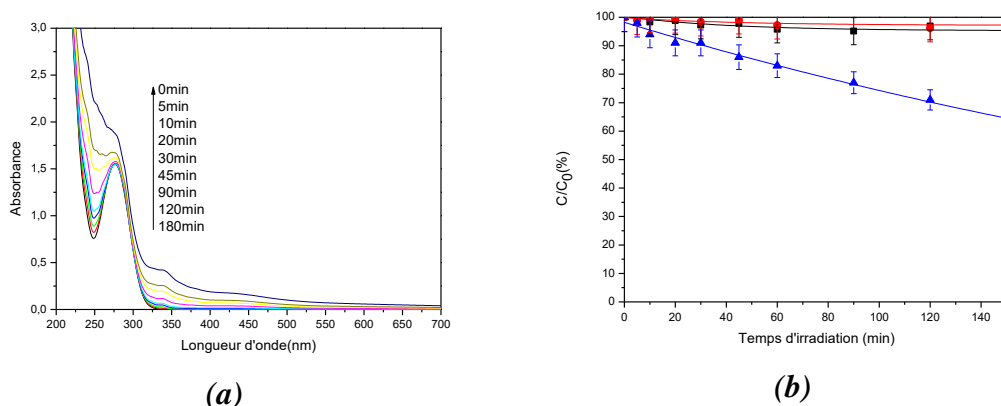 3,0
2,5
2,0
1,5
1,0
0,5
0,0
Absorbance
0min
5min
10min
20min
30min
45min
90min
120min
180min
200 250 300 350 400 450 500 550 600 650 700
Longueur d'onde(nm)
(a)
100
90
80
70
60
50
40
30
20
10
0
C/C0(%)
0 20 40 60 80 100 120 140
Temps d'irradiation (min)
(b)